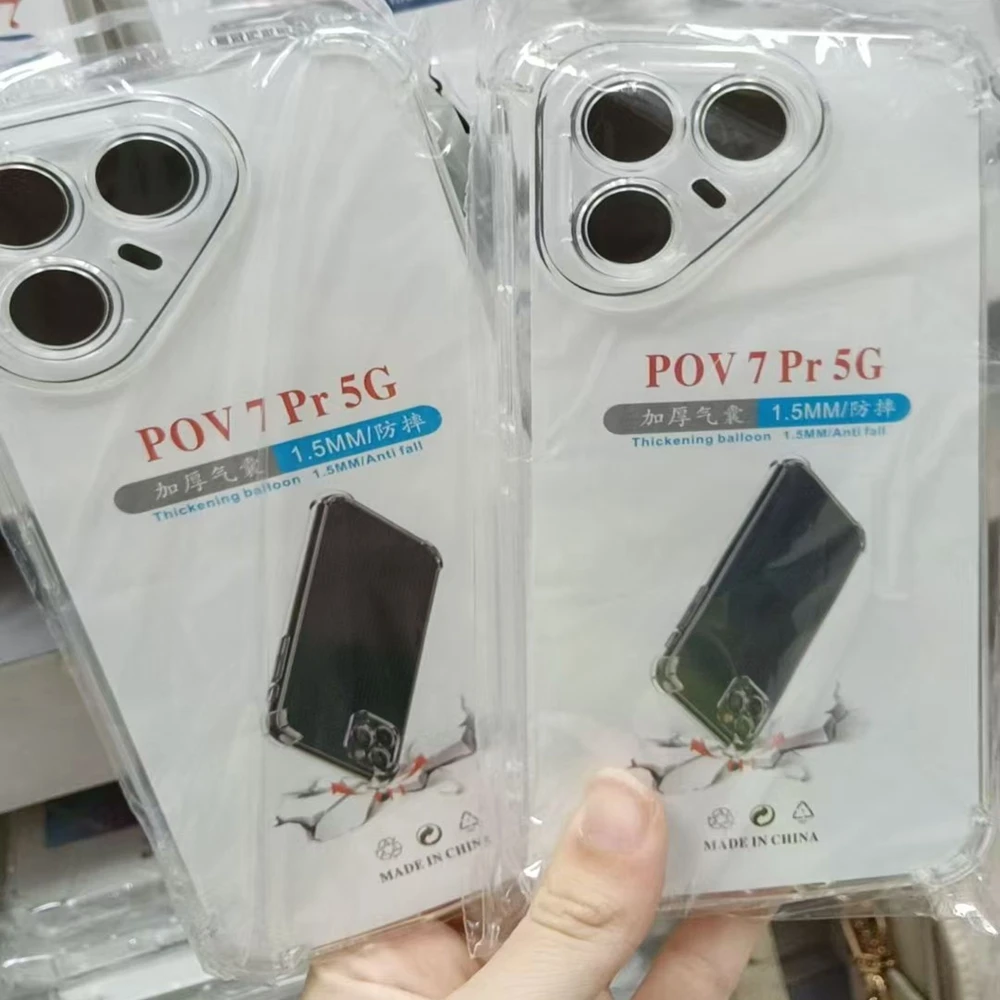 POV 7 Pr 5G
加厚气囊 1.5MM/防摔
Thickening balloon 1.5MM/Anti fall
MADE IN CHINA
POV 7 Pr 5G
加厚气囊 1.5MM/防摔
Thickening balloon 1.5MM/Anti fall
MADE IN CHINA